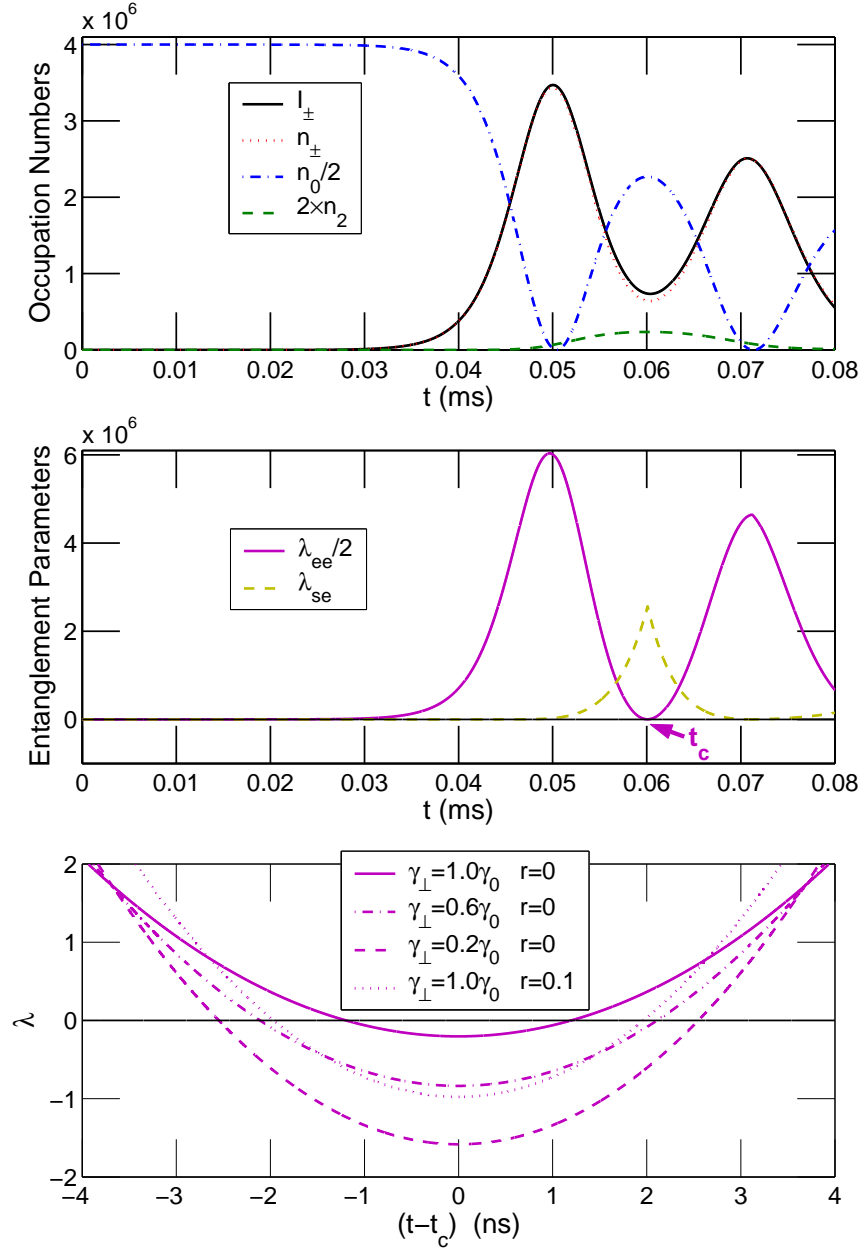 x 10⁶
4
3
2
1
0
Occupation Numbers
I±
n±
n₀/2
2×n₂
0 0.01 0.02 0.03 0.04 0.05 0.06 0.07 0.08
t (ms)
x 10⁶
6
4
2
0
Entanglement Parameters
λee/2
λse
tc
0 0.01 0.02 0.03 0.04 0.05 0.06 0.07 0.08
t (ms)
2
1
0
−1
−2
λ
γ⊥=1.0γ₀ r=0
γ⊥=0.6γ₀ r=0
γ⊥=0.2γ₀ r=0
γ⊥=1.0γ₀ r=0.1
−4 −3 −2 −1 0 1 2 3 4
(t−tc) (ns)